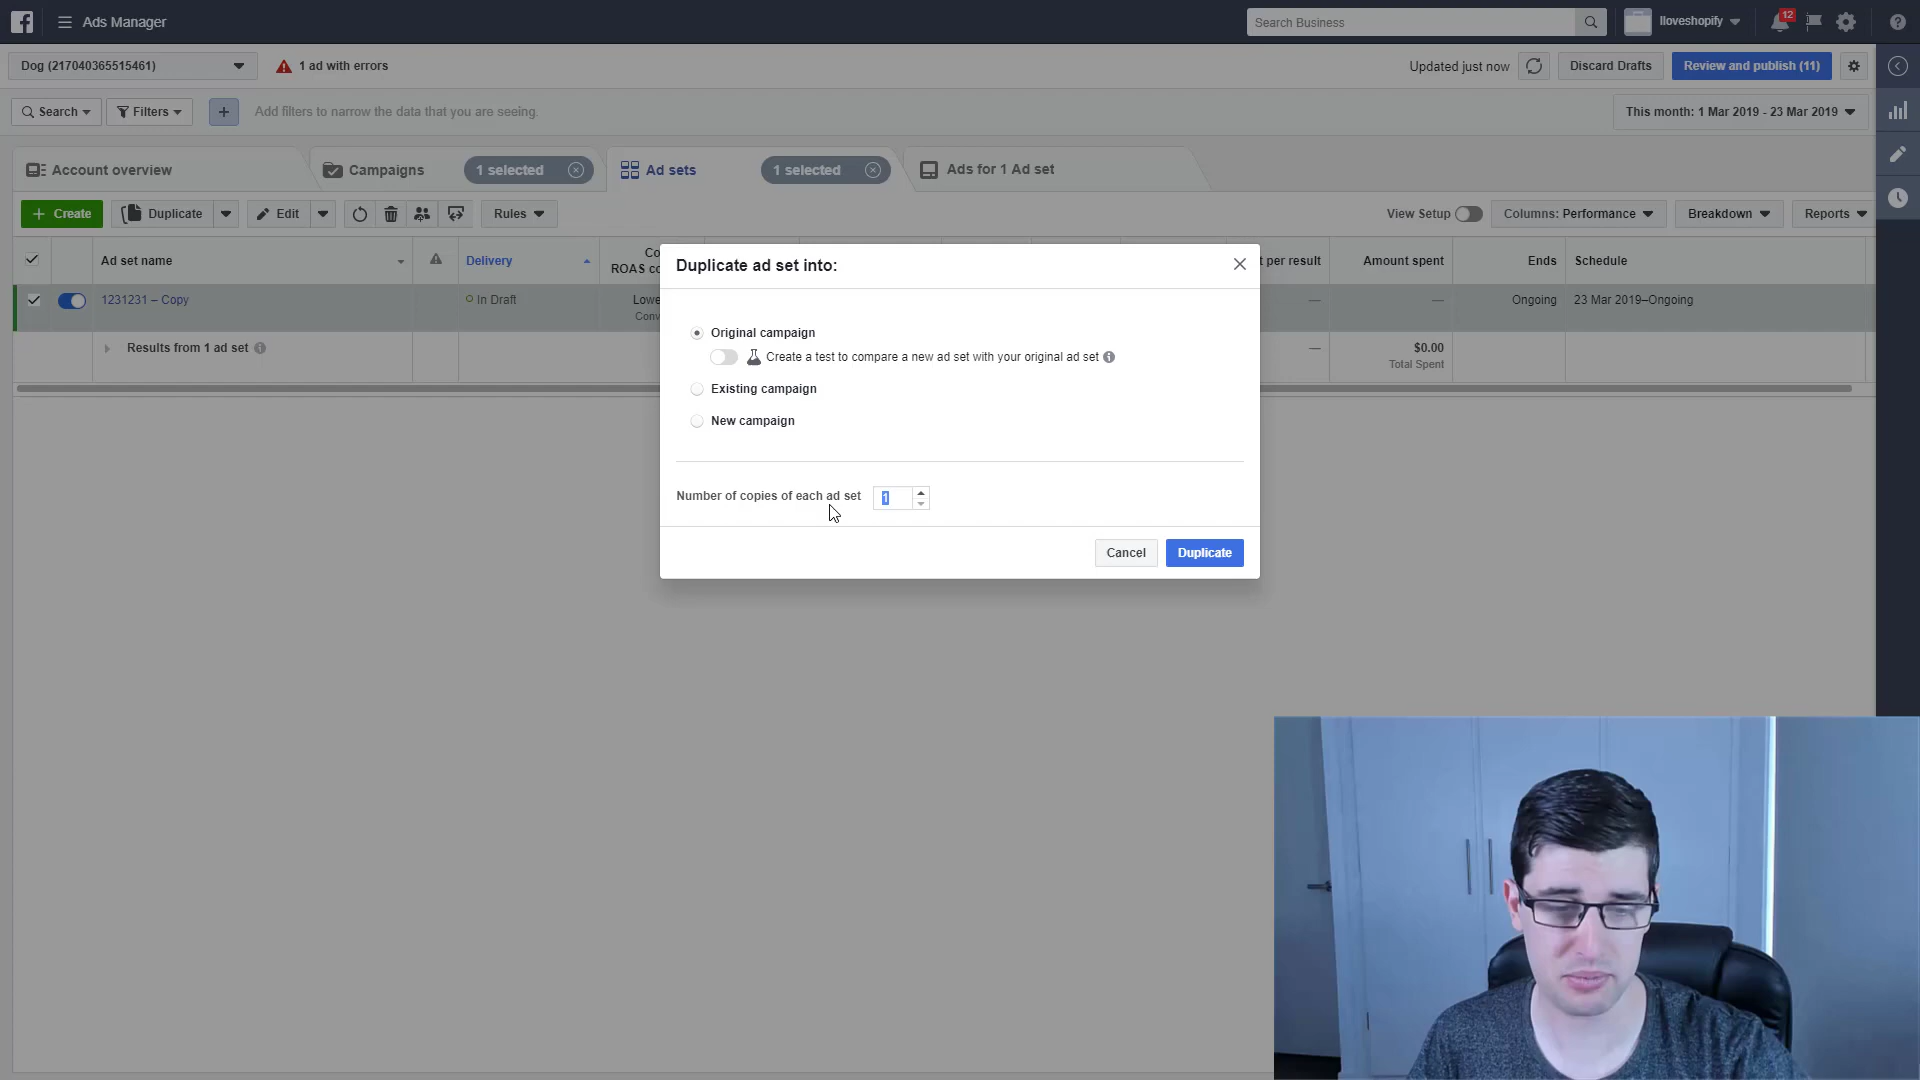 Ads Manager
Search Business
Iloveshopify
12
Dog (217040365515461)
1 ad with errors
Updated just now
Discard Drafts
Review and publish (11)
Search
Filters
Add filters to narrow the data that you are seeing.
This month: 1 Mar 2019 - 23 Mar 2019
Account overview
Campaigns
1 selected
Ad sets
1 selected
Ads for 1 Ad set
+ Create
Duplicate
Edit
Rules
View Setup
Columns: Performance
Breakdown
Reports
Ad set name
Delivery
Co
ROAS co
t per result
Amount spent
Ends
Schedule
1231231 – Copy
In Draft
Lowe
Conv
—
—
Ongoing
23 Mar 2019–Ongoing
Results from 1 ad set
—
$0.00
Total Spent
Duplicate ad set into:
Original campaign
Create a test to compare a new ad set with your original ad set
Existing campaign
New campaign
Number of copies of each ad set
1
Cancel
Duplicate